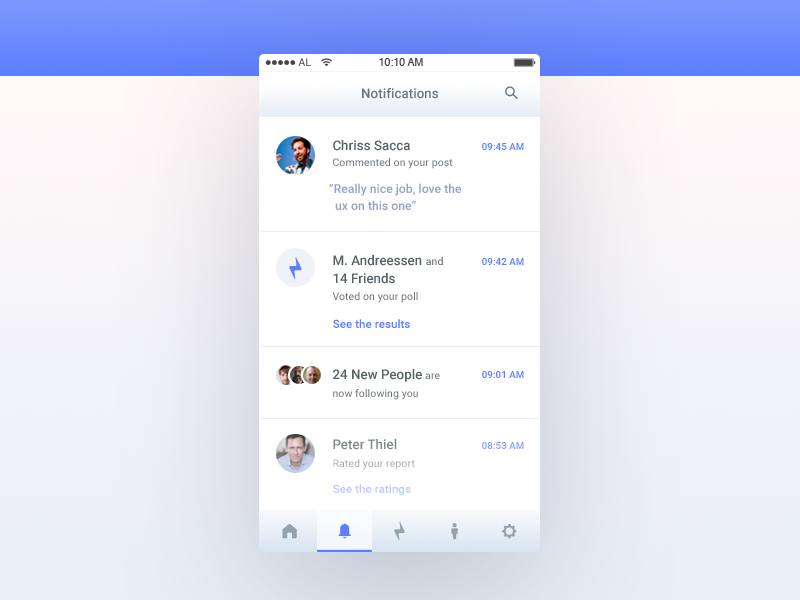 AL 10:10 AM
Notifications
Chriss Sacca 09:45 AM
Commented on your post
“Really nice job, love the
ux on this one”
M. Andreessen and 09:42 AM
14 Friends
Voted on your poll
See the results
24 New People are 09:01 AM
now following you
Peter Thiel 08:53 AM
Rated your report
See the ratings